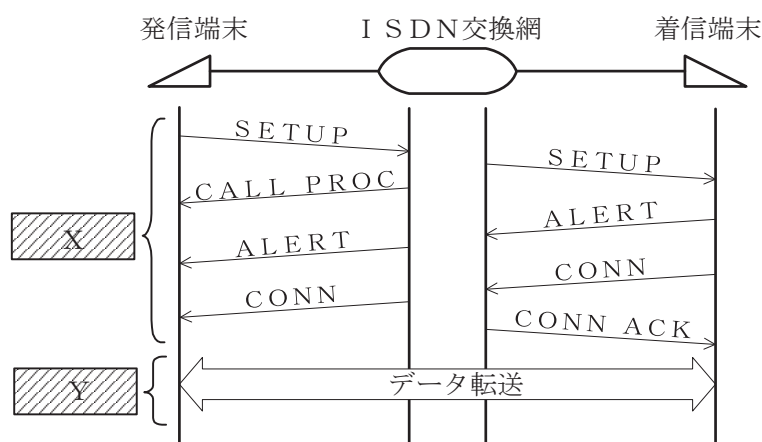 発信端末 ＩＳＤＮ交換網 着信端末
ＳＥＴＵＰ
ＳＥＴＵＰ
ＣＡＬＬ ＰＲＯＣ
ＡＬＥＲＴ
Ｘ
ＡＬＥＲＴ
ＣＯＮＮ
ＣＯＮＮ
ＣＯＮＮ ＡＣＫ
Ｙ
データ転送